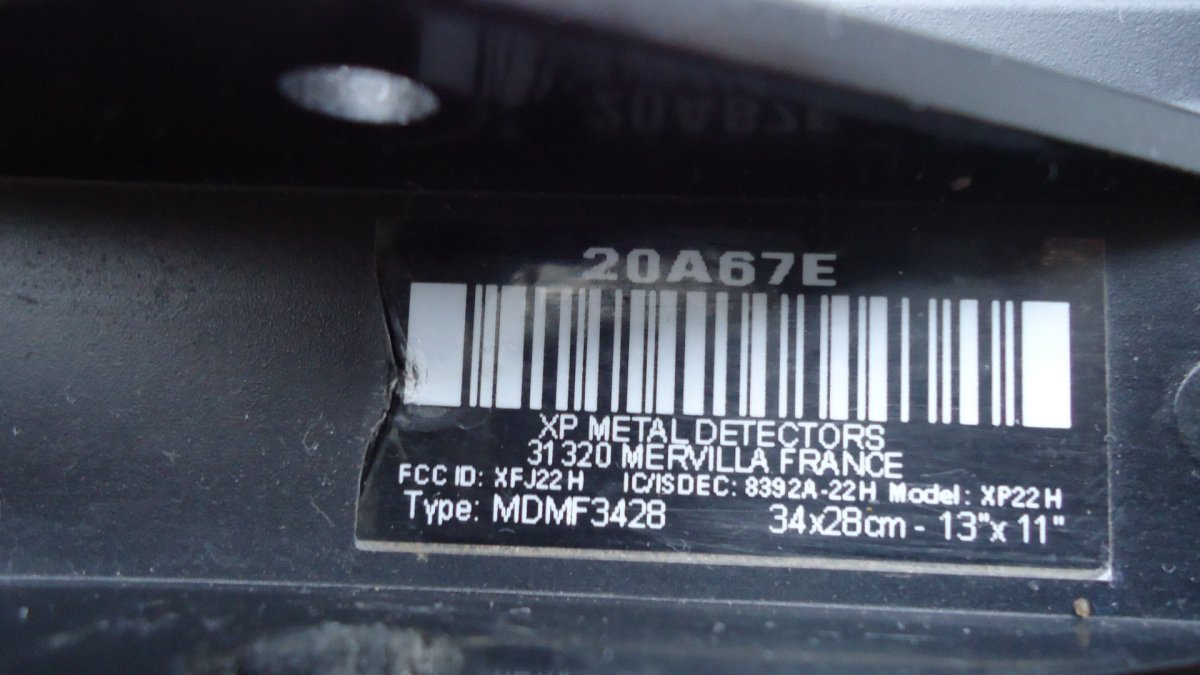 20A67E
XP METAL DETECTORS
31 320 MERVILLA FRANCE
FCC ID: XFJ22H IC/ISDEC: 8392A-22H Model: XP22H
Type: MDMF3428 34x28cm - 13"x 11"